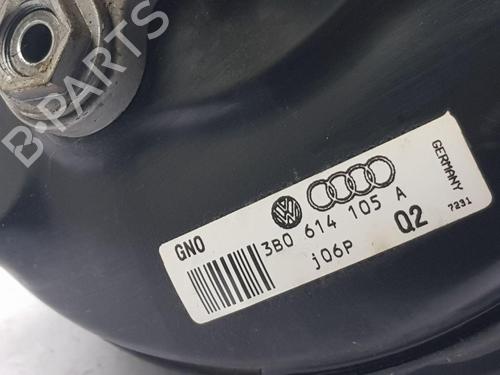 B-PARTS
GNO
3B0 614 105 A
j06P
Q2
GERMANY
7231